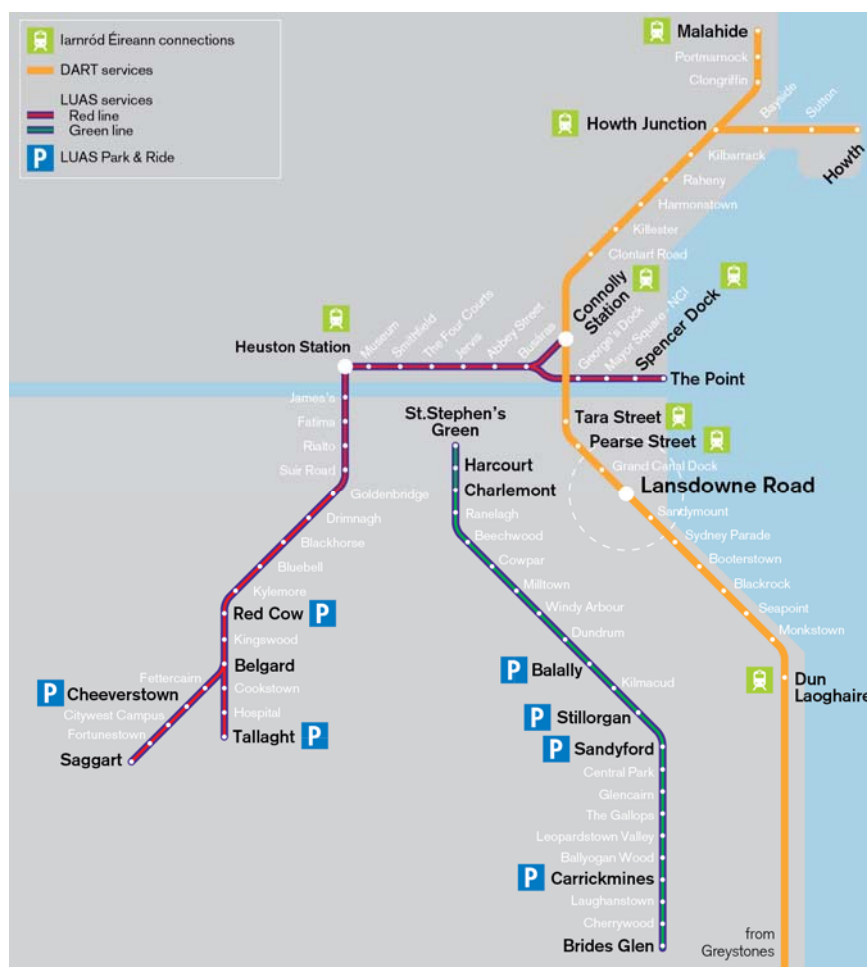 Iarnród Éireann connections
DART services
LUAS services
Red line
Green line
P
LUAS Park & Ride
Malahide
Portmarnock
Clongriffin
Howth Junction
Bayside
Sutton
Howth
Kilbarrack
Raheny
Harmonstown
Killester
Clontarf Road
Connolly
Station
Heuston Station
Museum
Smithfield
The Four Courts
Jervis
Abbey Street
Busáras
George's Dock
Mayor Square - NCI
Spencer Dock
The Point
James's
Fatima
Rialto
Suir Road
Goldenbridge
Drimnagh
Blackhorse
Bluebell
Kylemore
Red Cow
P
Kingswood
Belgard
Fettercairn
P
Cheeverstown
Citywest Campus
Fortunestown
Saggart
Cookstown
Hospital
Tallaght
P
St.Stephen's
Green
Harcourt
Charlemont
Ranelagh
Beechwood
Cowpar
Milltown
Windy Arbour
Dundrum
P
Balally
Kilmacud
P
Stillorgan
P
Sandyford
Central Park
Glencairn
The Gallops
Leopardstown Valley
Ballyogan Wood
P
Carrickmines
Laughanstown
Cherrywood
Brides Glen
Tara Street
Pearse Street
Grand Canal Dock
Lansdowne Road
Sandymount
Sydney Parade
Booterstown
Blackrock
Seapoint
Monkstown
Dun
Laoghaire
from
Greystones